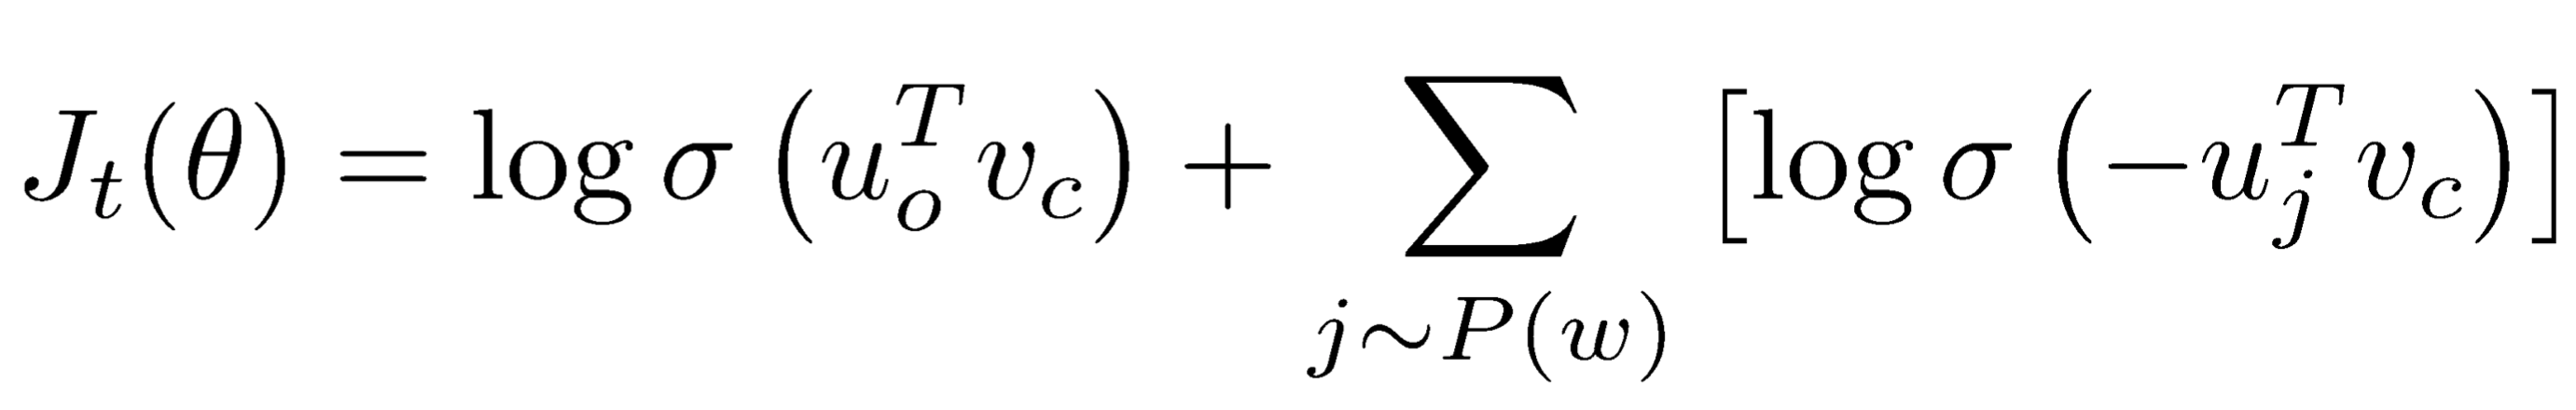 J_t(θ) = log σ (u_o^T v_c) + ∑_{j∼P(w)} [log σ (−u_j^T v_c)]